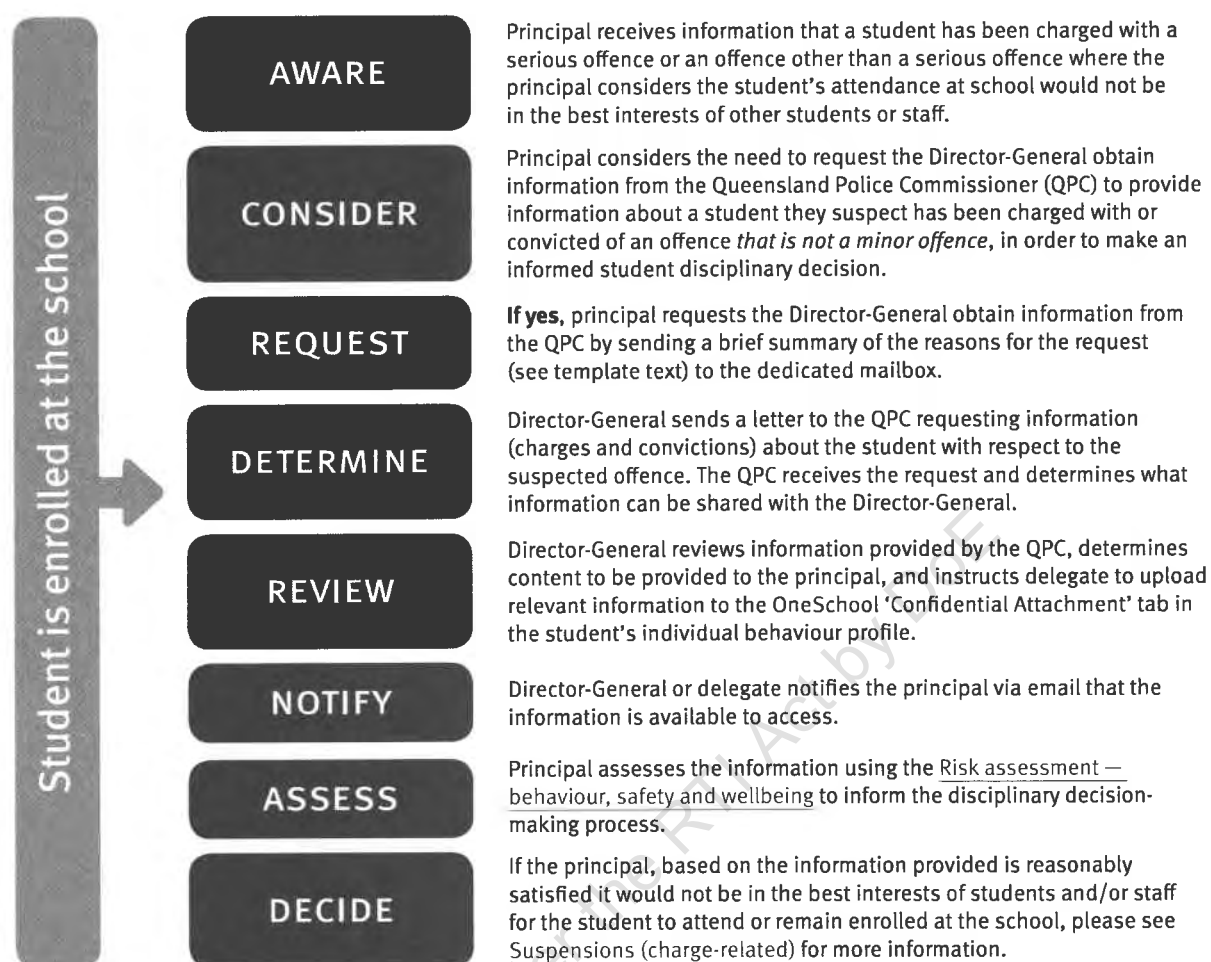 Student is enrolled at the school
AWARE
Principal receives information that a student has been charged with a
serious offence or an offence other than a serious offence where the
principal considers the student's attendance at school would not be
in the best interests of other students or staff.
CONSIDER
Principal considers the need to request the Director-General obtain
information from the Queensland Police Commissioner (QPC) to provide
information about a student they suspect has been charged with or
convicted of an offence that is not a minor offence, in order to make an
informed student disciplinary decision.
REQUEST
If yes, principal requests the Director-General obtain information from
the QPC by sending a brief summary of the reasons for the request
(see template text) to the dedicated mailbox.
DETERMINE
Director-General sends a letter to the QPC requesting information
(charges and convictions) about the student with respect to the
suspected offence. The QPC receives the request and determines what
information can be shared with the Director-General.
REVIEW
Director-General reviews information provided by the QPC, determines
content to be provided to the principal, and instructs delegate to upload
relevant information to the OneSchool 'Confidential Attachment' tab in
the student's individual behaviour profile.
NOTIFY
Director-General or delegate notifies the principal via email that the
information is available to access.
ASSESS
Principal assesses the information using the Risk assessment —
behaviour, safety and wellbeing to inform the disciplinary decision-
making process.
DECIDE
If the principal, based on the information provided is reasonably
satisfied it would not be in the best interests of students and/or staff
for the student to attend or remain enrolled at the school, please see
Suspensions (charge-related) for more information.
the RTI Act by DoE